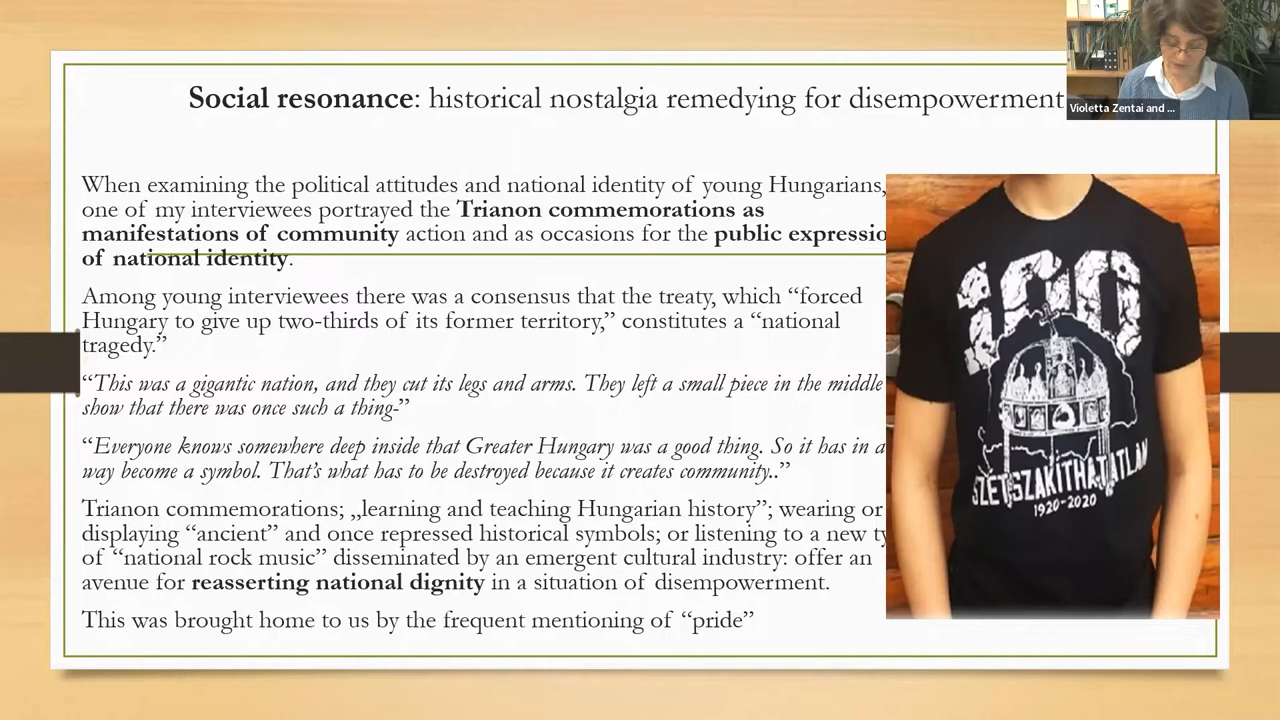 Social resonance: historical nostalgia remedying for disempowerment
Violetta Zentai and ...
When examining the political attitudes and national identity of young Hungarians,
one of my interviewees portrayed the Trianon commemorations as
manifestations of community action and as occasions for the public expressio
of national identity.
Among young interviewees there was a consensus that the treaty, which “forced
Hungary to give up two-thirds of its former territory,” constitutes a “national
tragedy.”
“This was a gigantic nation, and they cut its legs and arms. They left a small piece in the middle
show that there was once such a thing-”
“Everyone knows somewhere deep inside that Greater Hungary was a good thing. So it has in a
way become a symbol. That’s what has to be destroyed because it creates community..”
Trianon commemorations; „learning and teaching Hungarian history”; wearing or
displaying “ancient” and once repressed historical symbols; or listening to a new ty
of “national rock music” disseminated by an emergent cultural industry: offer an
avenue for reasserting national dignity in a situation of disempowerment.
This was brought home to us by the frequent mentioning of “pride”
100
SZÉTSZAKÍTHATATLAN
1920-2020